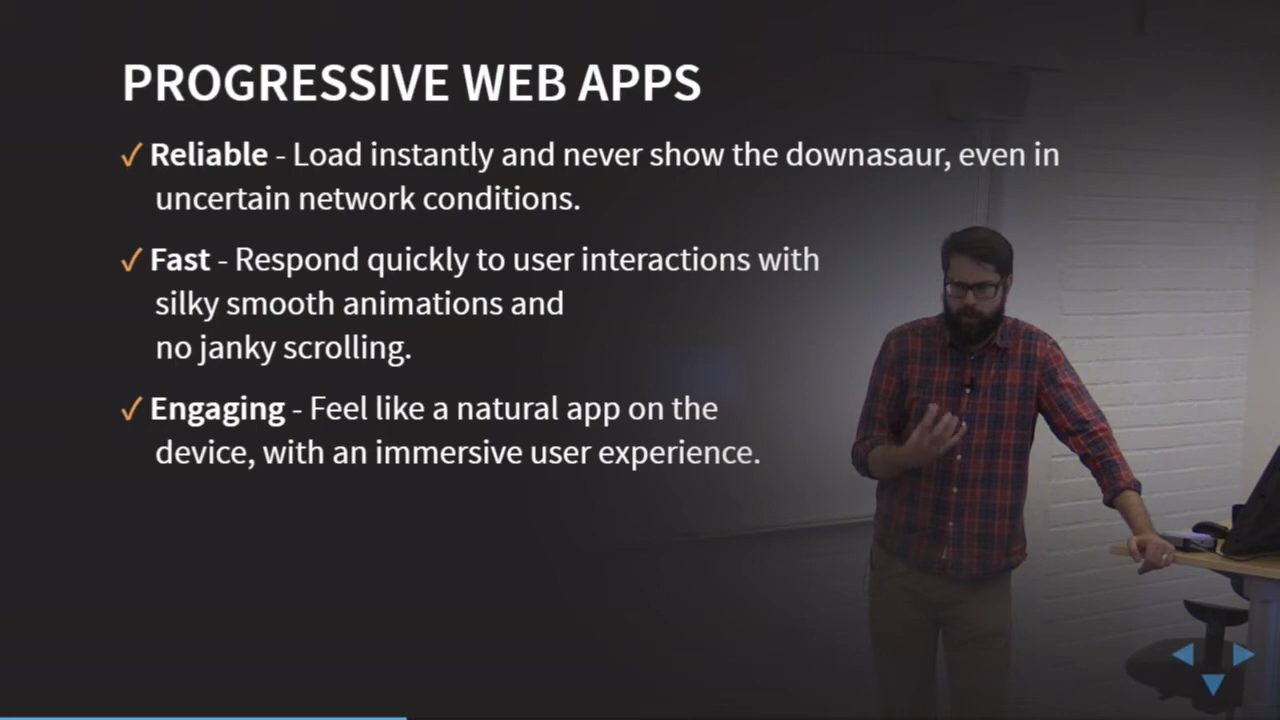 PROGRESSIVE WEB APPS
✓ Reliable - Load instantly and never show the downasaur, even in
uncertain network conditions.
✓ Fast - Respond quickly to user interactions with
silky smooth animations and
no janky scrolling.
✓ Engaging - Feel like a natural app on the
device, with an immersive user experience.